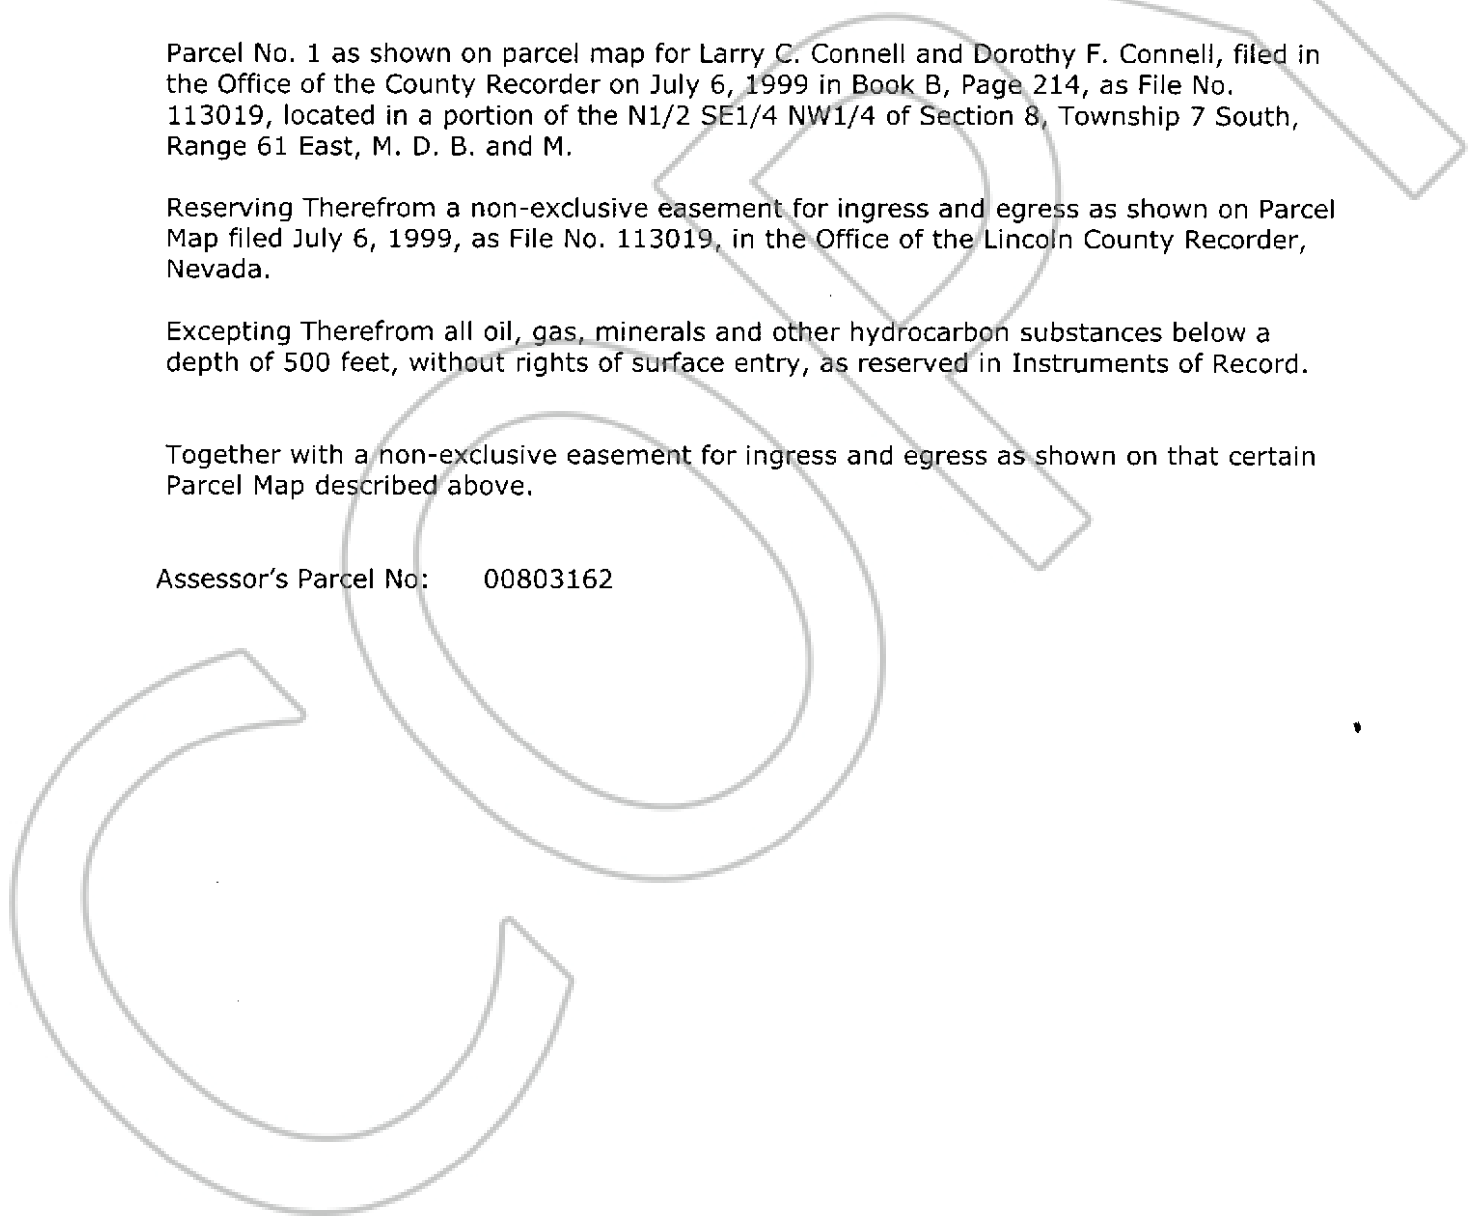 Parcel No. 1 as shown on parcel map for Larry C. Connell and Dorothy F. Connell, filed in
the Office of the County Recorder on July 6, 1999 in Book B, Page 214, as File No.
113019, located in a portion of the N1/2 SE1/4 NW1/4 of Section 8, Township 7 South,
Range 61 East, M. D. B. and M.
Reserving Therefrom a non-exclusive easement for ingress and egress as shown on Parcel
Map filed July 6, 1999, as File No. 113019, in the Office of the Lincoln County Recorder,
Nevada.
Excepting Therefrom all oil, gas, minerals and other hydrocarbon substances below a
depth of 500 feet, without rights of surface entry, as reserved in Instruments of Record.
Together with a non-exclusive easement for ingress and egress as shown on that certain
Parcel Map described above.
Assessor's Parcel No: 00803162
COPY